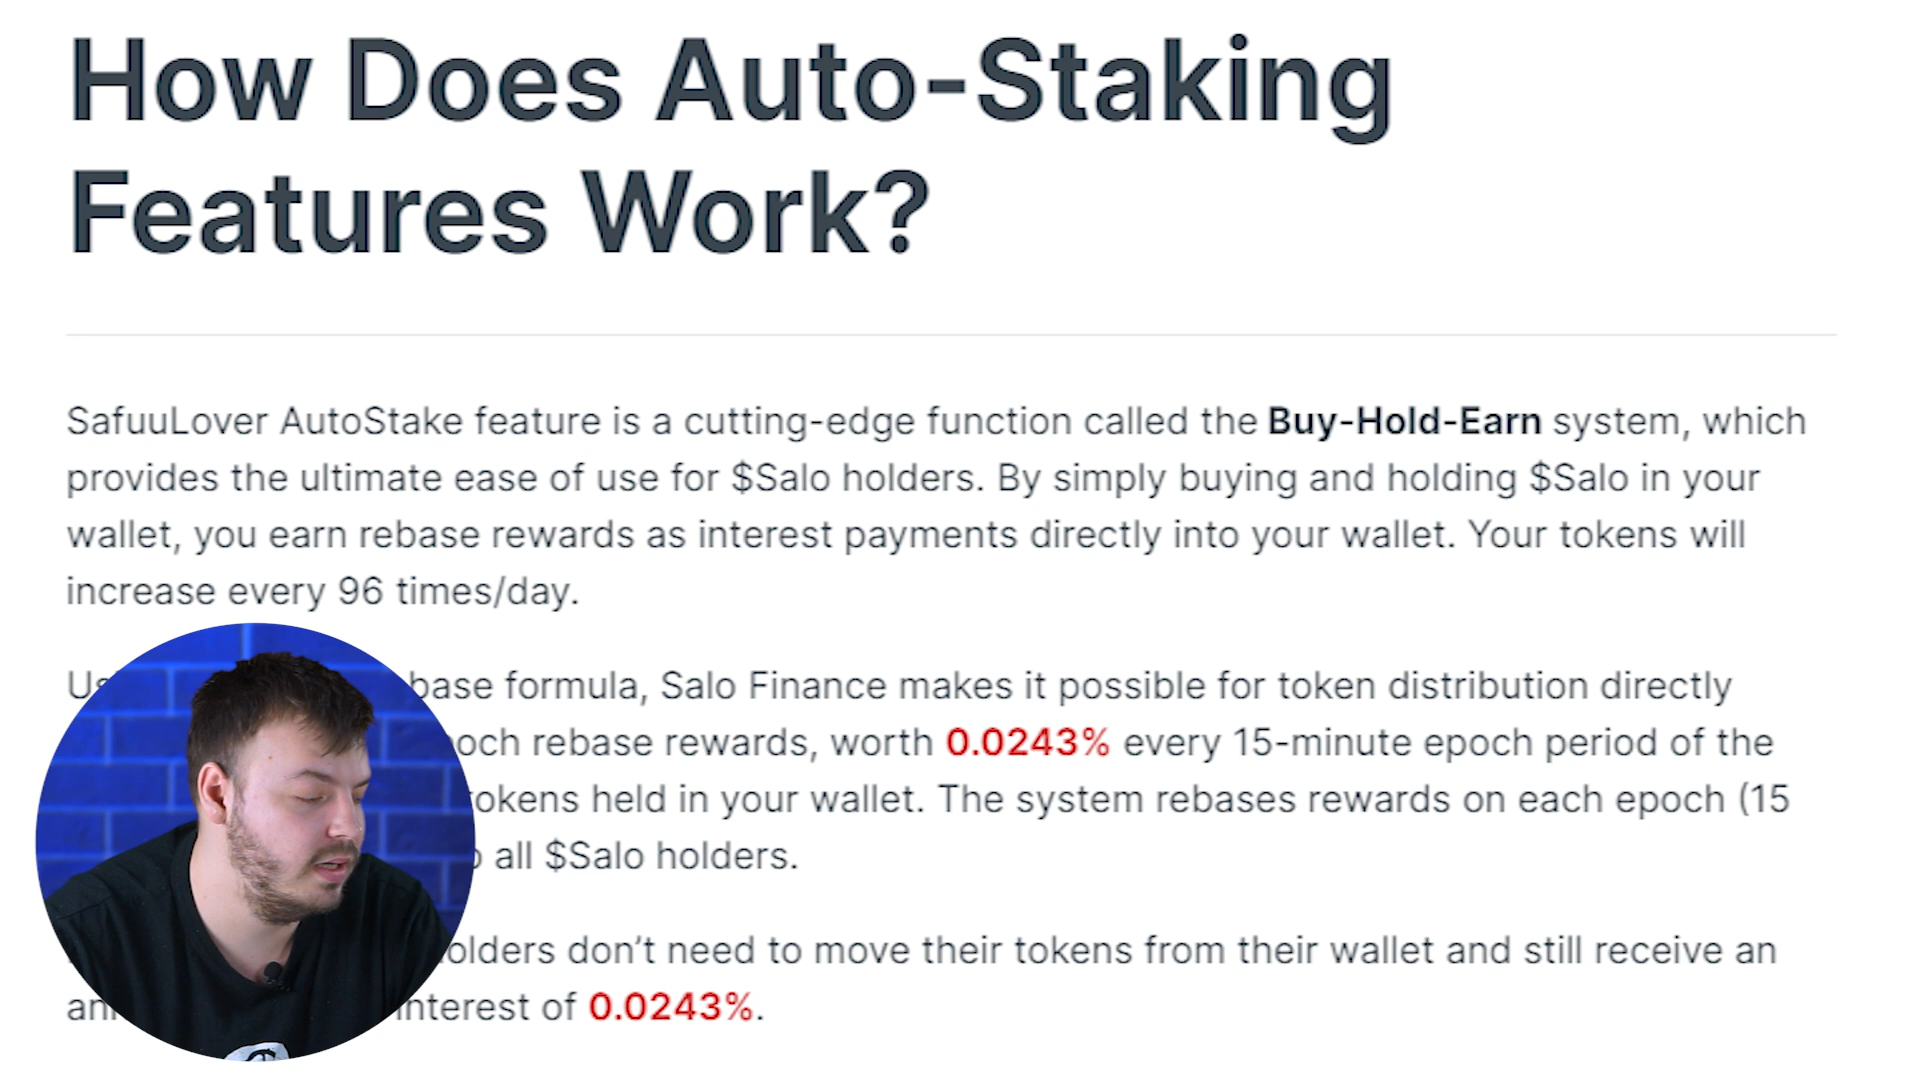 How Does Auto-Staking
Features Work?
SafuuLover AutoStake feature is a cutting-edge function called the Buy-Hold-Earn system, which
provides the ultimate ease of use for $Salo holders. By simply buying and holding $Salo in your
wallet, you earn rebase rewards as interest payments directly into your wallet. Your tokens will
increase every 96 times/day.
formula, Salo Finance makes it possible for token distribution directly
rebase rewards, worth 0.0243% every 15-minute epoch period of the
held in your wallet. The system rebases rewards on each epoch (15
all $Salo holders.
don't need to move their tokens from their wallet and still receive an
interest of 0.0243%.